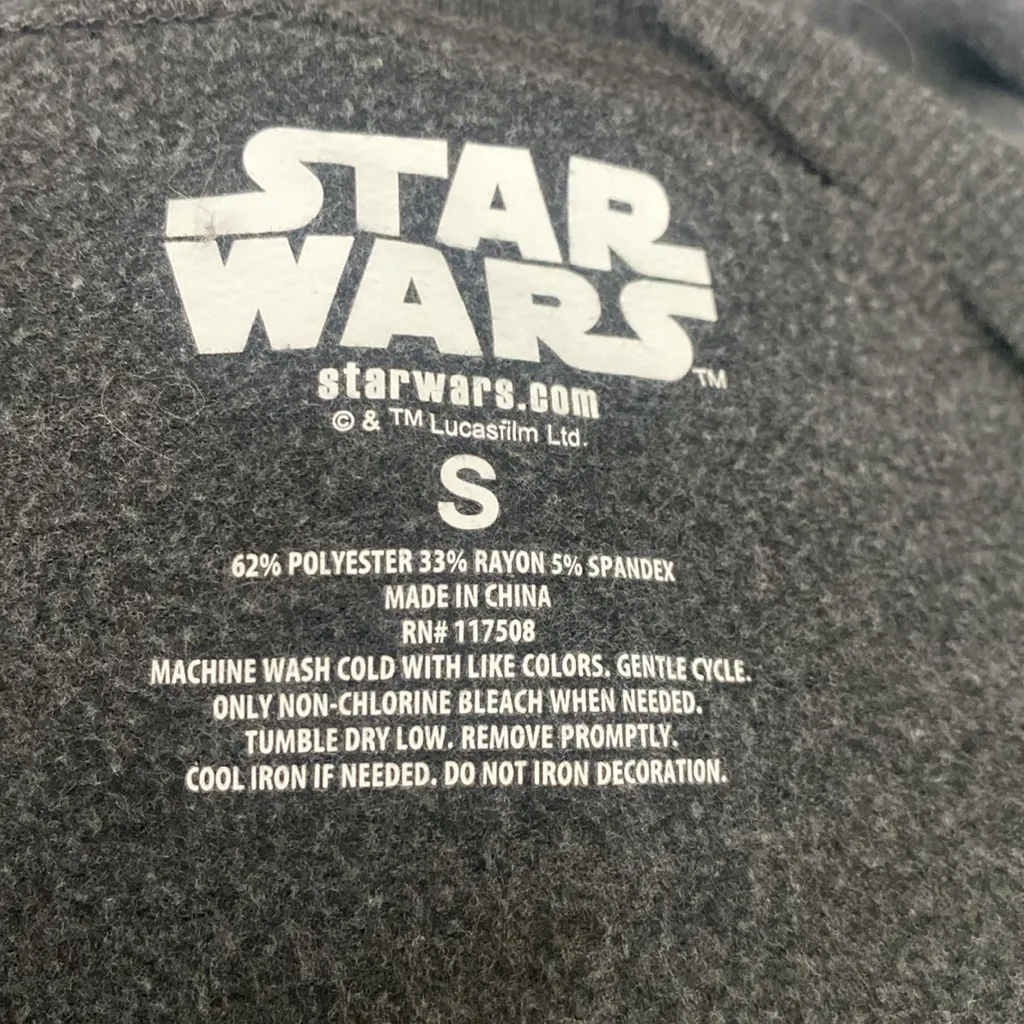 STAR
WARS TM
starwars.com
© & TM Lucasfilm Ltd.
S
62% POLYESTER 33% RAYON 5% SPANDEX
MADE IN CHINA
RN# 117508
MACHINE WASH COLD WITH LIKE COLORS. GENTLE CYCLE.
ONLY NON-CHLORINE BLEACH WHEN NEEDED.
TUMBLE DRY LOW. REMOVE PROMPTLY.
COOL IRON IF NEEDED. DO NOT IRON DECORATION.